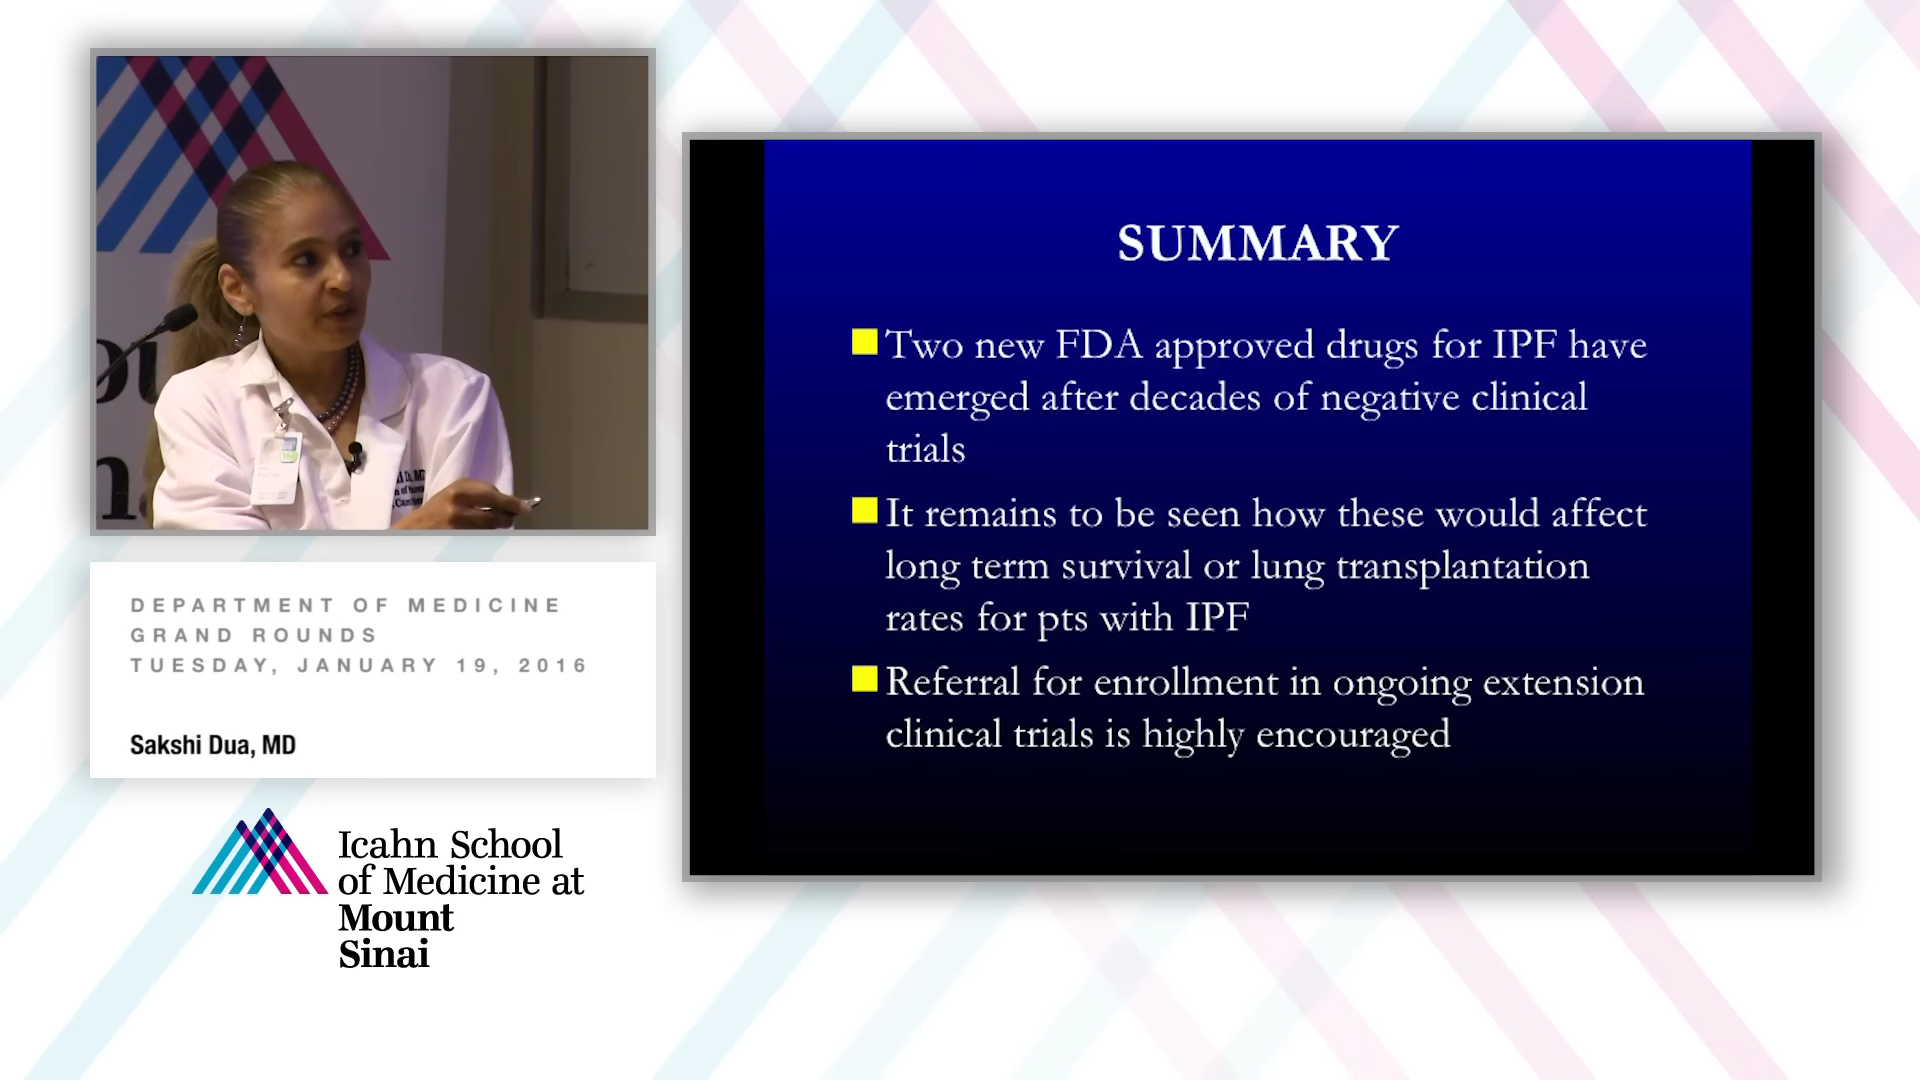 DEPARTMENT OF MEDICINE
GRAND ROUNDS
TUESDAY, JANUARY 19, 2016
Sakshi Dua, MD
Icahn School
of Medicine at
Mount
Sinai
SUMMARY
Two new FDA approved drugs for IPF have
emerged after decades of negative clinical
trials
It remains to be seen how these would affect
long term survival or lung transplantation
rates for pts with IPF
Referral for enrollment in ongoing extension
clinical trials is highly encouraged